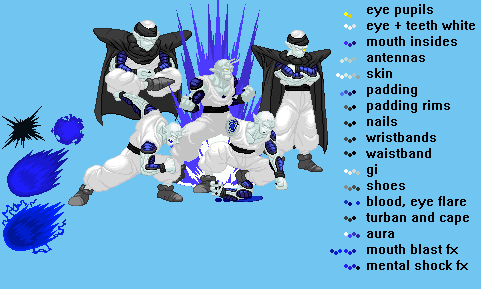 eye pupils
eye + teeth white
mouth insides
antennas
skin
padding
padding rims
nails
wristbands
waistband
gi
shoes
blood, eye flare
turban and cape
aura
mouth blast fx
mental shock fx